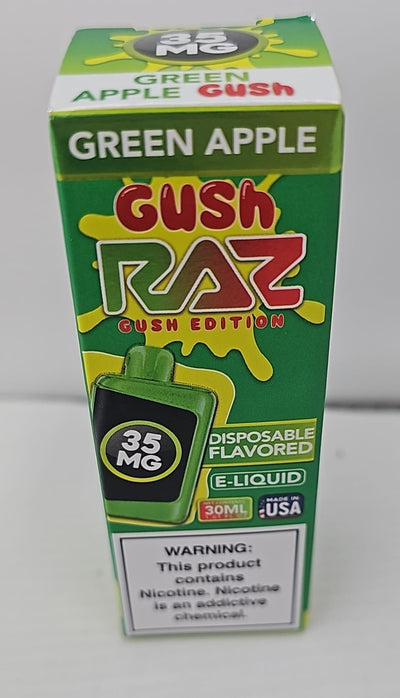 35
MG
GREEN
APPLE GUSH
GREEN APPLE
GUSH
RAZ
GUSH EDITION
35
MG
DISPOSABLE
FLAVORED
E-LIQUID
30ML
MADE IN
USA
WARNING:
This product
contains
Nicotine. Nicotine
is an addictive
chemical.